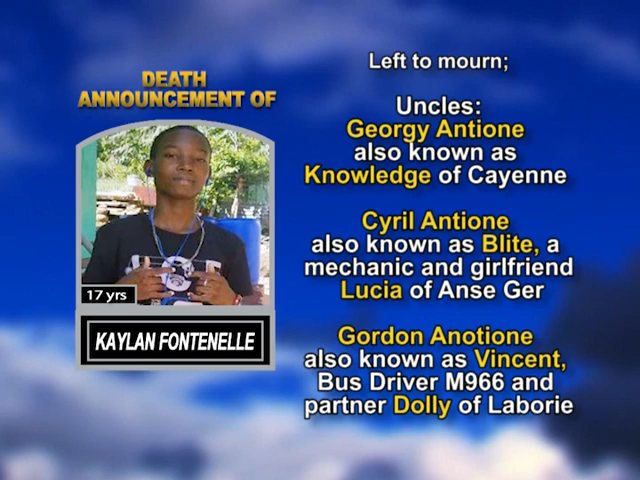 DEATH
ANNOUNCEMENT OF
17 yrs
KAYLAN FONTENELLE
Left to mourn;
Uncles:
Georgy Antione
also known as
Knowledge of Cayenne
Cyril Antione
also known as Blite, a
mechanic and girlfriend
Lucia of Anse Ger
Gordon Anotione
also known as Vincent,
Bus Driver M966 and
partner Dolly of Laborie